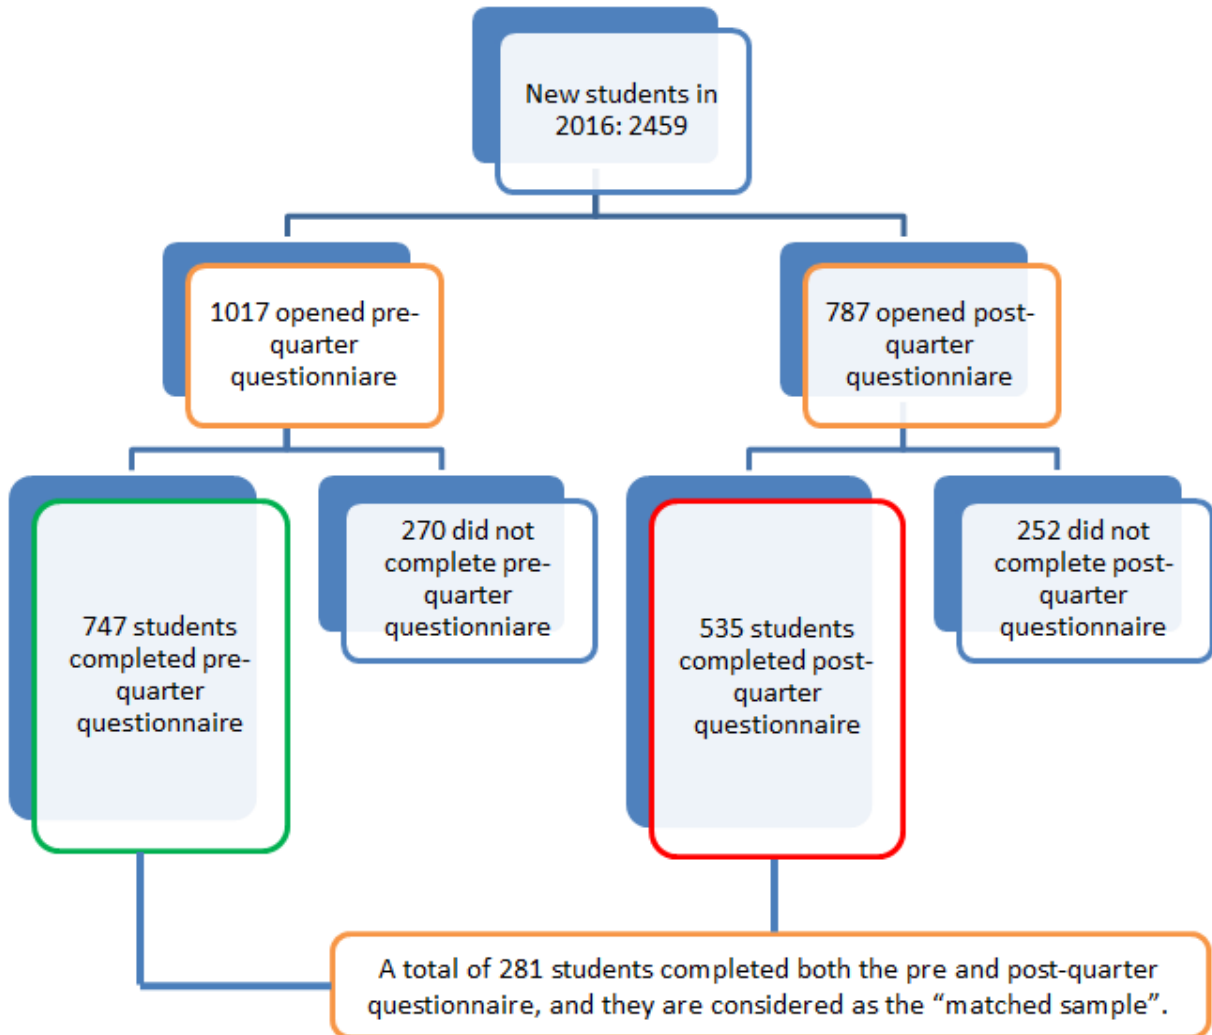 New students in
2016: 2459
1017 opened pre-
quarter
questionniare
787 opened post-
quarter
questionniare
747 students
completed pre-
quarter
questionnaire
270 did not
complete pre-
quarter
questionniare
535 students
completed post-
quarter
questionnaire
252 did not
complete post-
quarter
questionnaire
A total of 281 students completed both the pre and post-quarter
questionnaire, and they are considered as the “matched sample”.